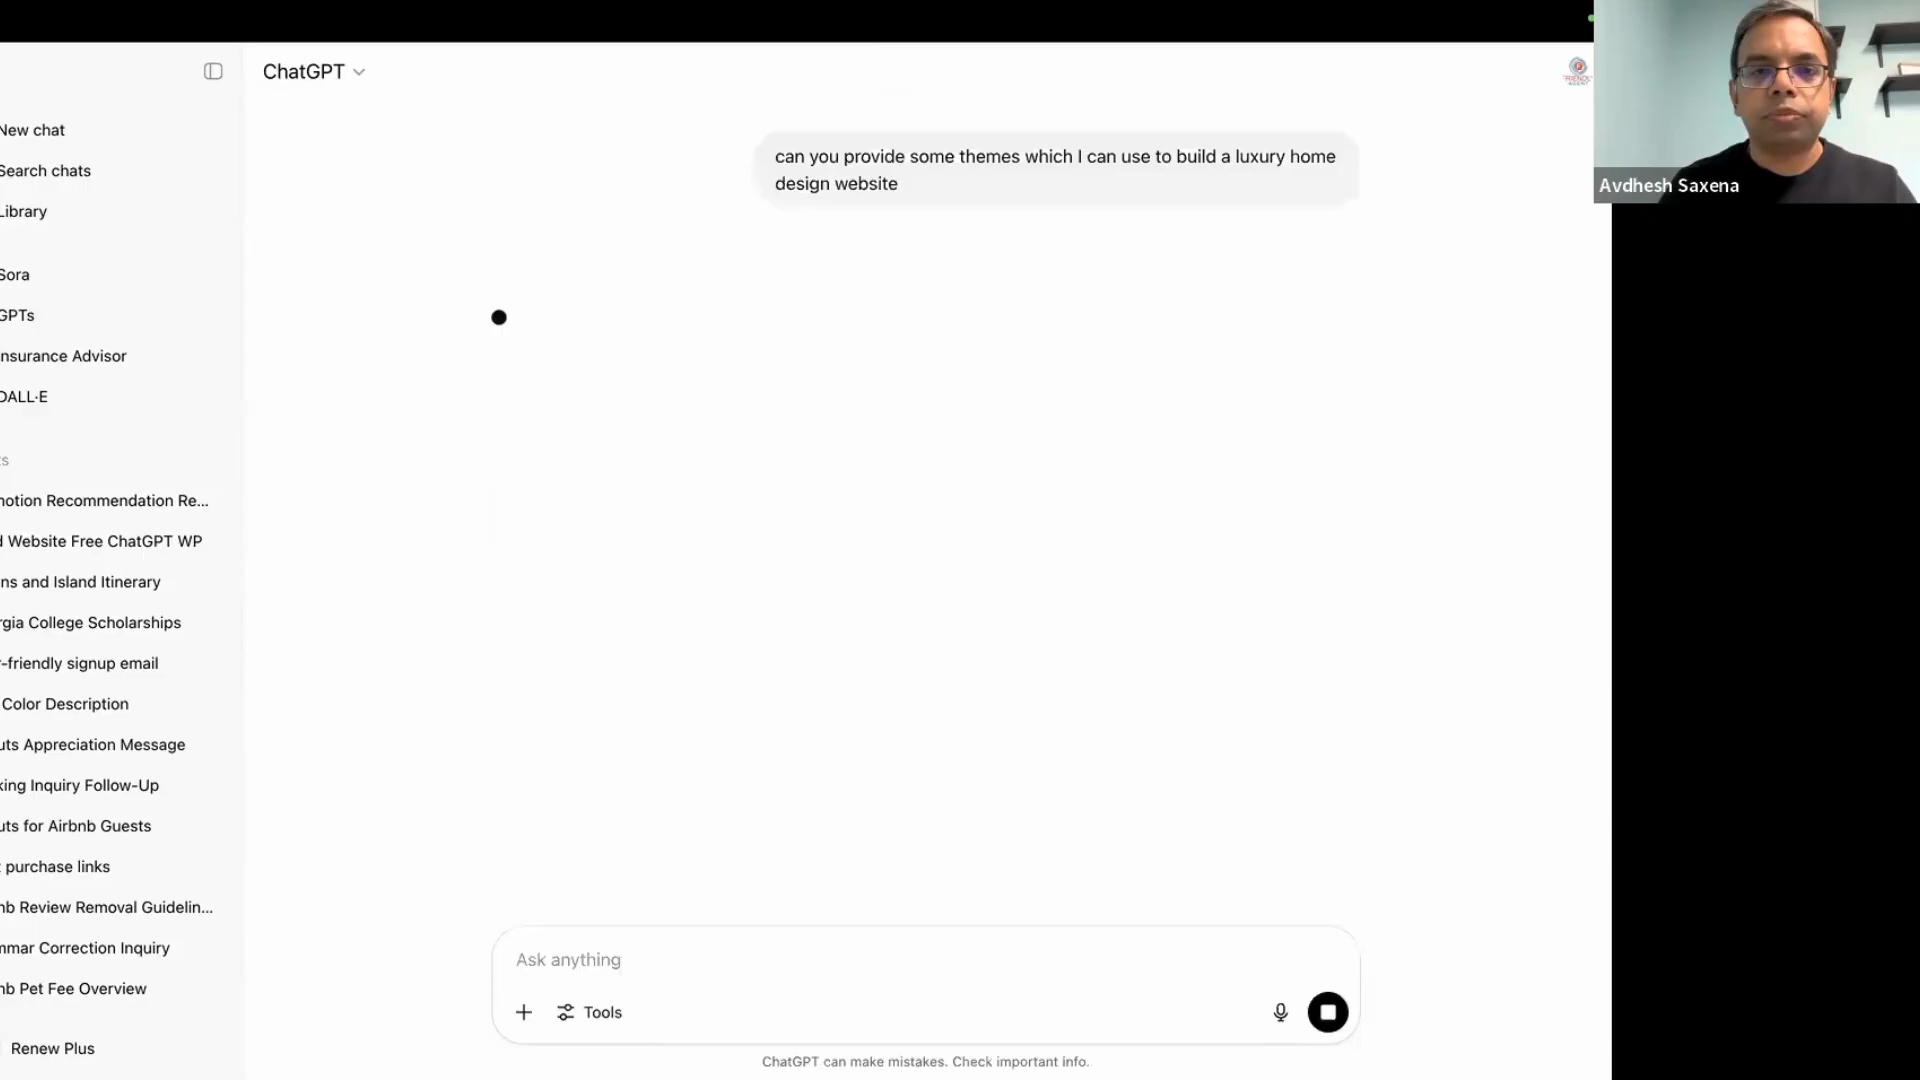 ChatGPT
New chat
Search chats
Library
Sora
GPTs
nsurance Advisor
DALL·E
ts
notion Recommendation Re...
d Website Free ChatGPT WP
ns and Island Itinerary
rgia College Scholarships
r-friendly signup email
Color Description
uts Appreciation Message
king Inquiry Follow-Up
uts for Airbnb Guests
t purchase links
nb Review Removal Guidelin...
mmar Correction Inquiry
nb Pet Fee Overview
Renew Plus
can you provide some themes which I can use to build a luxury home
design website
Ask anything
Tools
ChatGPT can make mistakes. Check important info.
Avdhesh Saxena